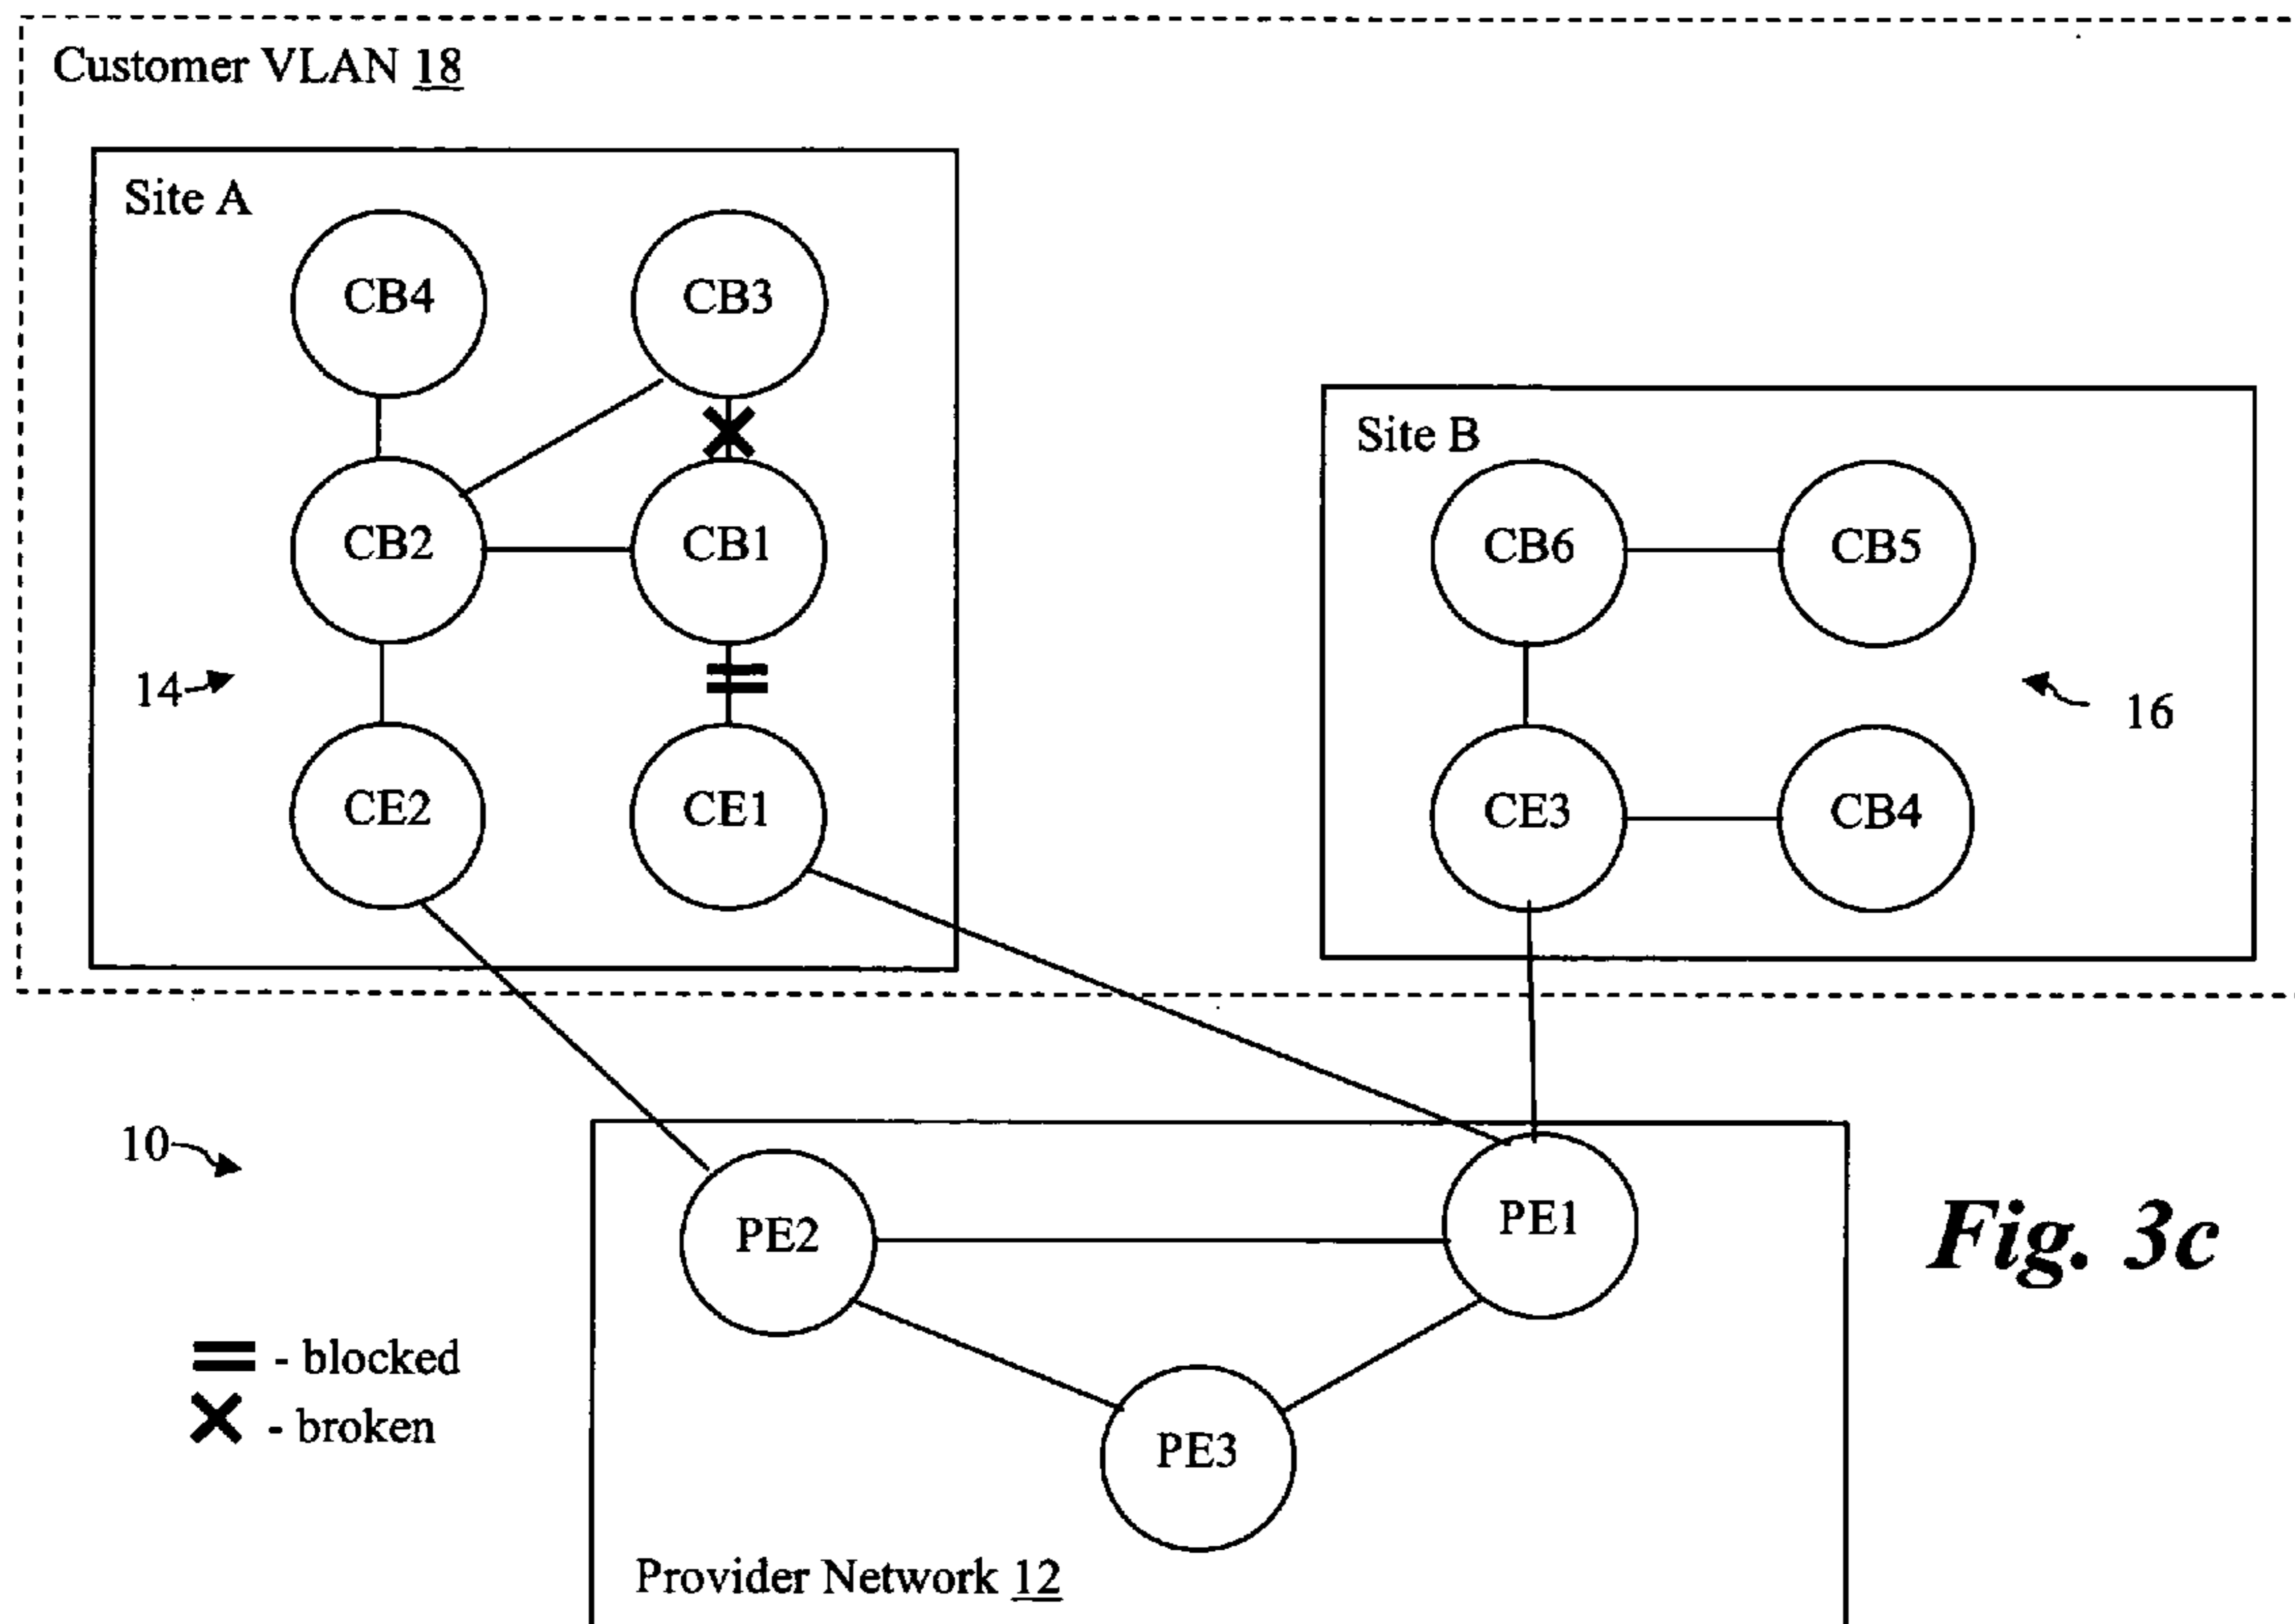 Customer VLAN 18
Site A
CB4
CB3
Site B
CB2
CB1
CB6
CB5
14
16
CE2
CE1
CE3
CB4
10
PE2
PE1
Fig. 3c
- blocked
- broken
PE3
Provider Network 12